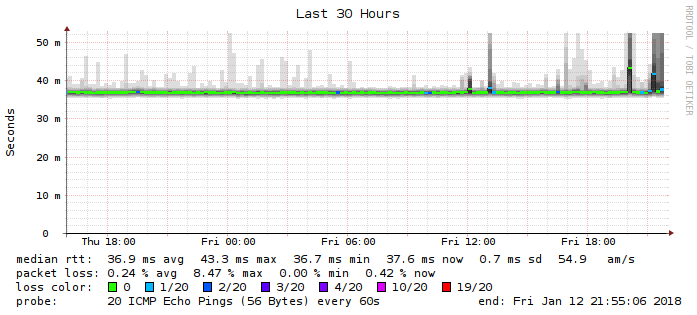 Last 30 Hours
RRDTOOL / TOBI OETIKER
Seconds
50 m
40 m
30 m
20 m
10 m
0
Thu 18:00 Fri 00:00 Fri 06:00 Fri 12:00 Fri 18:00
median rtt: 36.9 ms avg 43.3 ms max 36.7 ms min 37.6 ms now 0.7 ms sd 54.9 am/s
packet loss: 0.24 % avg 8.47 % max 0.00 % min 0.42 % now
loss color: 0 1/20 2/20 3/20 4/20 10/20 19/20
probe: 20 ICMP Echo Pings (56 Bytes) every 60s end: Fri Jan 12 21:55:06 2018